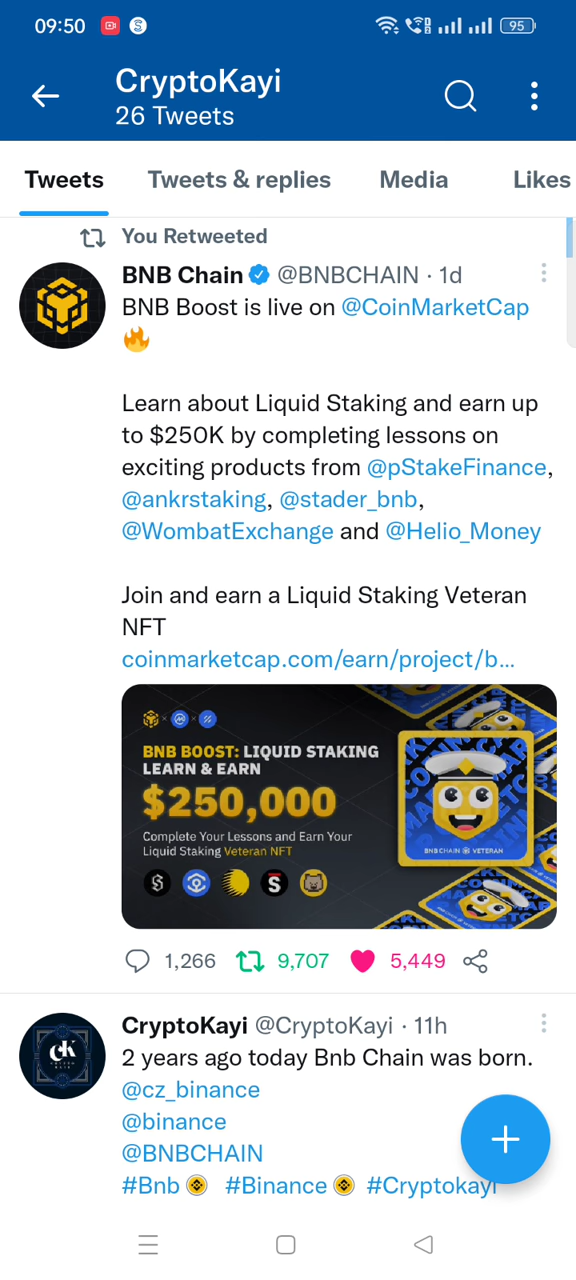 09:50
95
CryptoKayi
26 Tweets
Tweets
Tweets & replies
Media
Likes
You Retweeted
BNB Chain @BNBCHAIN · 1d
BNB Boost is live on @CoinMarketCap
🔥
Learn about Liquid Staking and earn up
to $250K by completing lessons on
exciting products from @pStakeFinance,
@ankrstaking, @stader_bnb,
@WombatExchange and @Helio_Money
Join and earn a Liquid Staking Veteran
NFT
coinmarketcap.com/earn/project/b...
BNB BOOST: LIQUID STAKING
LEARN & EARN
$250,000
Complete Your Lessons and Earn Your
Liquid Staking Veteran NFT
BNB CHAIN VETERAN
1,266
9,707
5,449
CryptoKayi @CryptoKayi · 11h
2 years ago today Bnb Chain was born.
@cz_binance
@binance
@BNBCHAIN
#Bnb #Binance #Cryptokayi